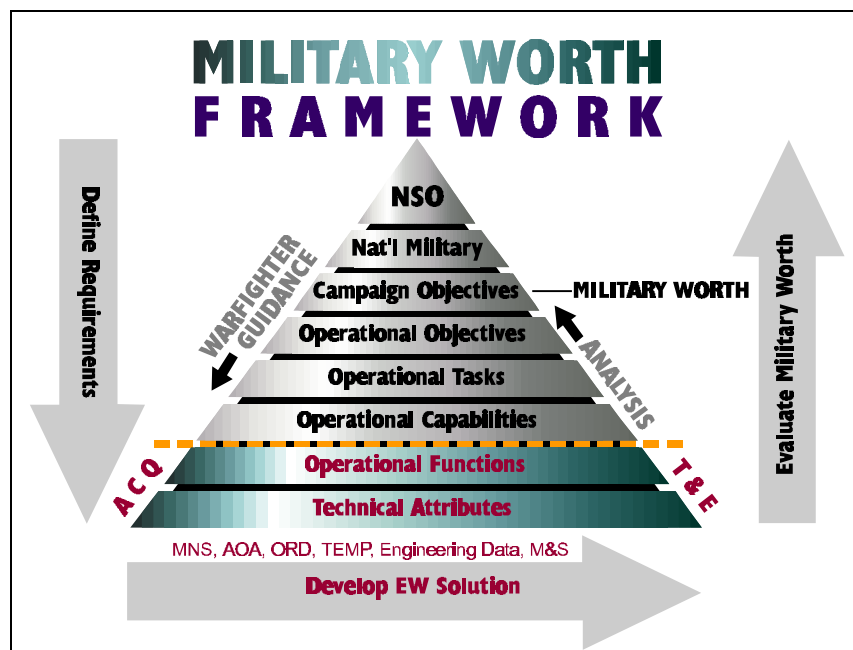 MILITARY WORTH
FRAMEWORK
Define Requirements
WARFIGHTER
GUIDANCE
NSO
Nat'l Military
Campaign Objectives
MILITARY WORTH
Operational Objectives
Operational Tasks
Operational Capabilities
ANALYSIS
Evaluate Military Worth
ACQ
Operational Functions
T&E
Technical Attributes
MNS, AOA, ORD, TEMP, Engineering Data, M&S
Develop EW Solution